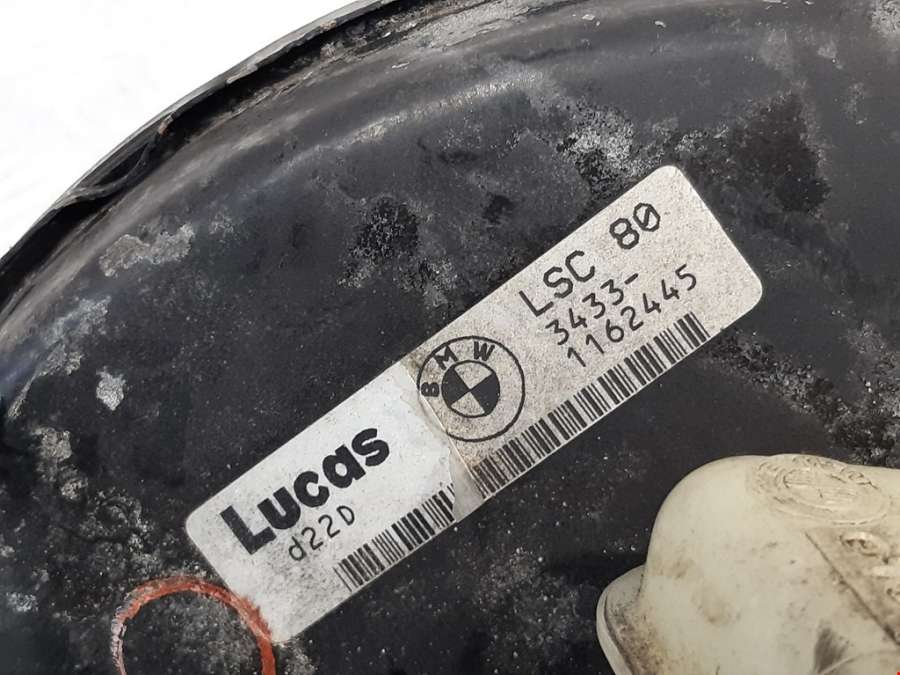 LSC 80
3433-
1162445
BMW
Lucas
d22D